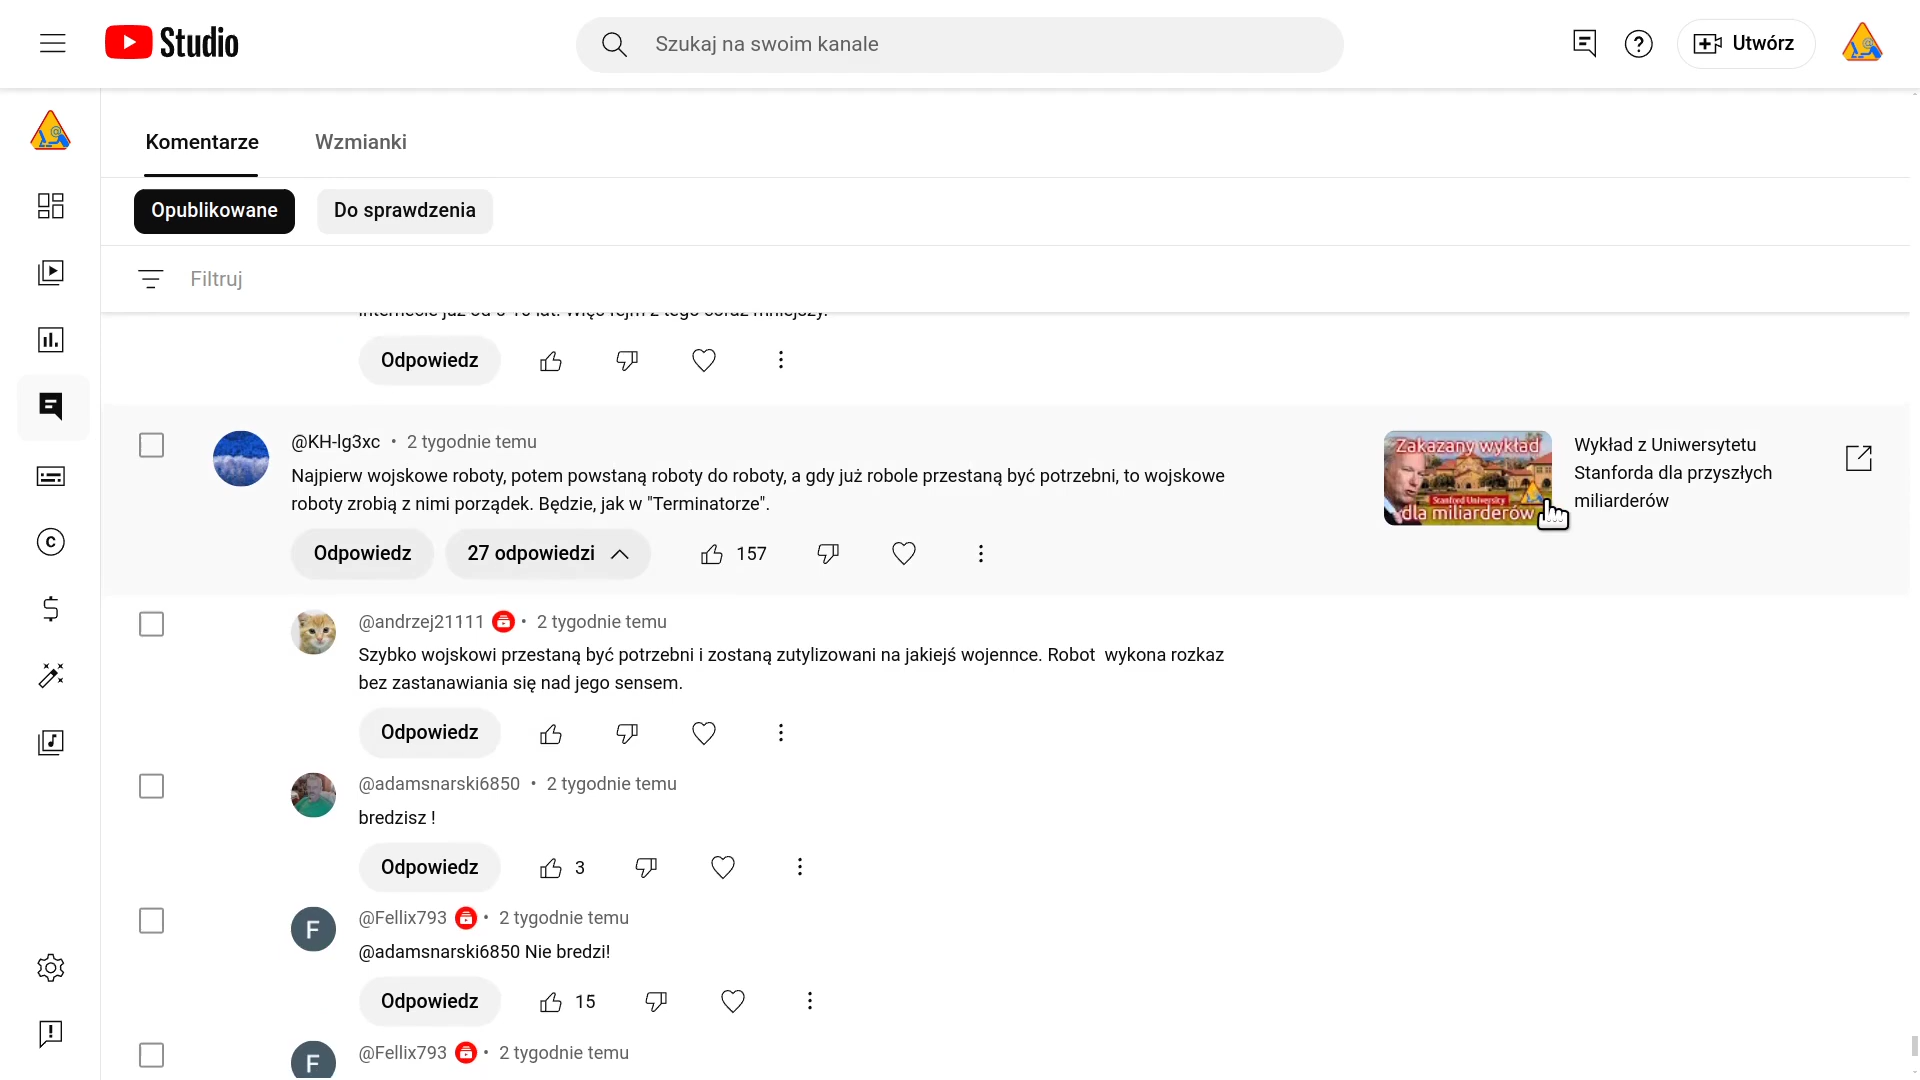 Studio
Szukaj na swoim kanale
Utwórz
Komentarze
Wzmianki
Opublikowane
Do sprawdzenia
Filtruj
Odpowiedz
@KH-lg3xc • 2 tygodnie temu
Najpierw wojskowe roboty, potem powstaną roboty do roboty, a gdy już robole przestaną być potrzebni, to wojskowe
roboty zrobią z nimi porządek. Będzie, jak w "Terminatorze".
Odpowiedz
27 odpowiedzi
157
Zakazany wykład
Stanford University
dla miliarderów
Wykład z Uniwersytetu
Stanforda dla przyszłych
miliarderów
@andrzej21111 • 2 tygodnie temu
Szybko wojskowi przestaną być potrzebni i zostaną zutylizowani na jakiejś wojennce. Robot  wykona rozkaz
bez zastanawiania się nad jego sensem.
Odpowiedz
@adamsnarski6850 • 2 tygodnie temu
bredzisz !
Odpowiedz
3
F
@Fellix793 • 2 tygodnie temu
@adamsnarski6850 Nie bredzi!
Odpowiedz
15
F
@Fellix793 • 2 tygodnie temu